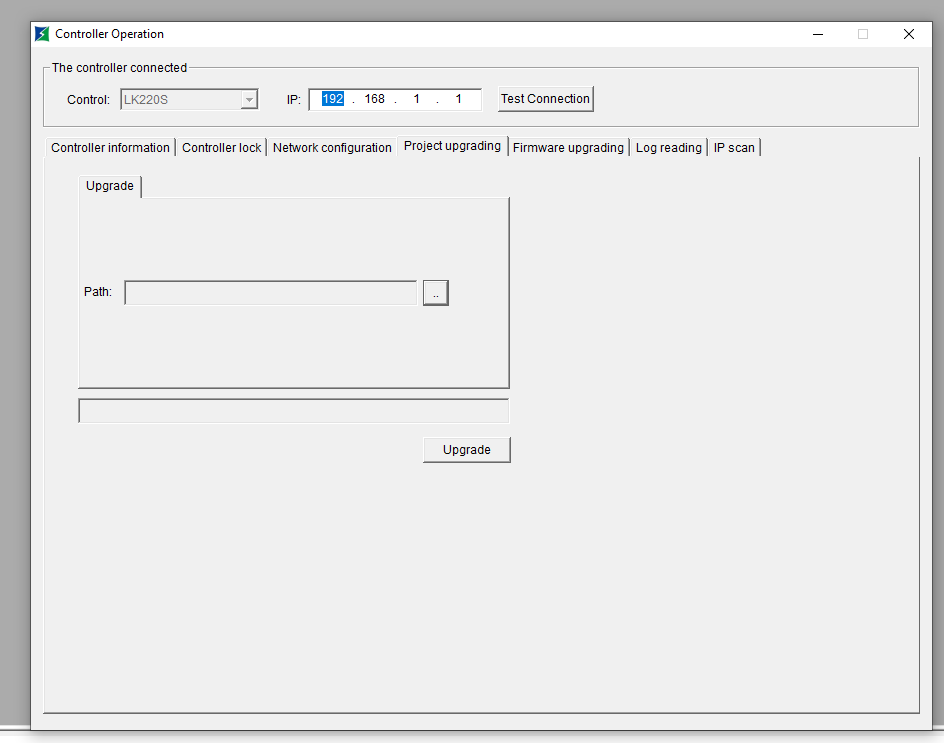 Controller Operation
The controller connected
Control: LK220S IP: 192 . 168 . 1 . 1 Test Connection
Controller information Controller lock Network configuration Project upgrading Firmware upgrading Log reading IP scan
Upgrade
Path: ..
Upgrade